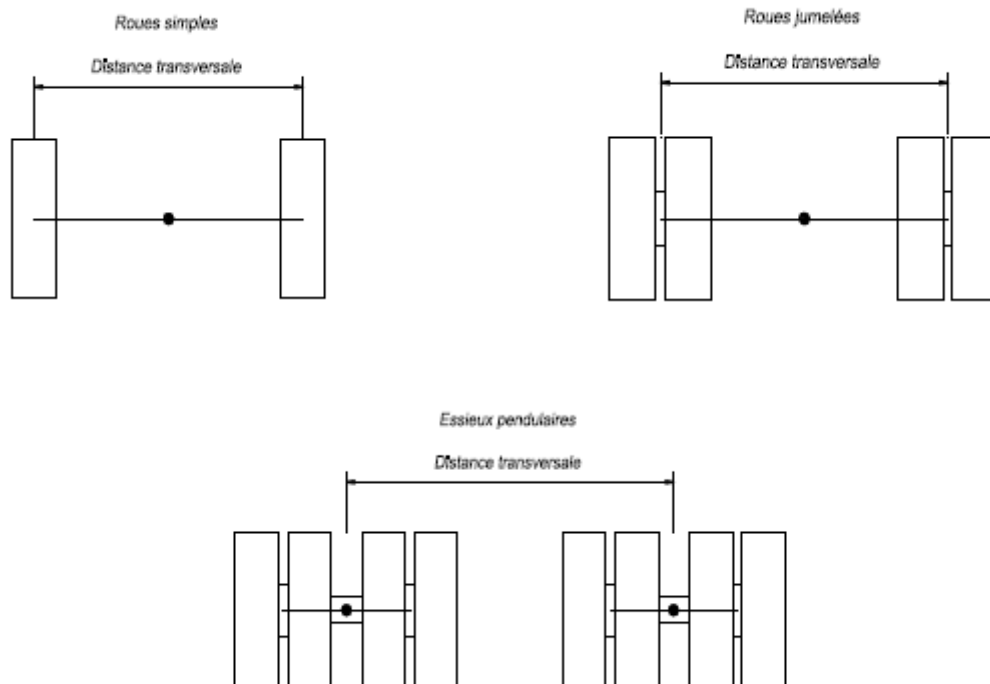 Roues simples
Distance transversale
Roues jumelées
Distance transversale
Essieux pendulaires
Distance transversale